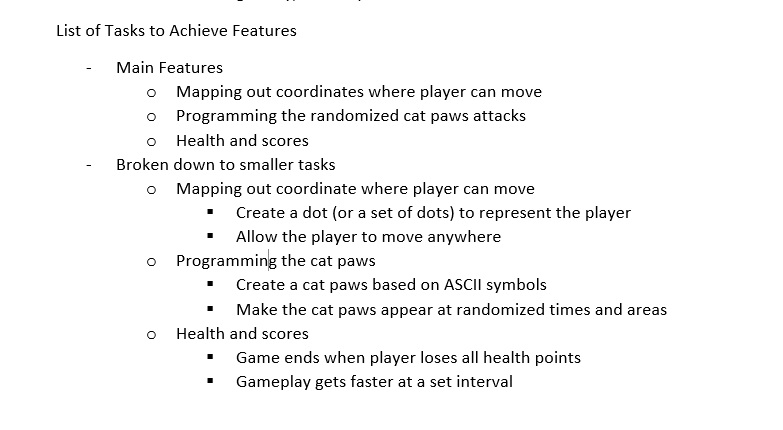 List of Tasks to Achieve Features
- Main Features
o Mapping out coordinates where player can move
o Programming the randomized cat paws attacks
o Health and scores
- Broken down to smaller tasks
o Mapping out coordinate where player can move
▪ Create a dot (or a set of dots) to represent the player
▪ Allow the player to move anywhere
o Programming the cat paws
▪ Create a cat paws based on ASCII symbols
▪ Make the cat paws appear at randomized times and areas
o Health and scores
▪ Game ends when player loses all health points
▪ Gameplay gets faster at a set interval